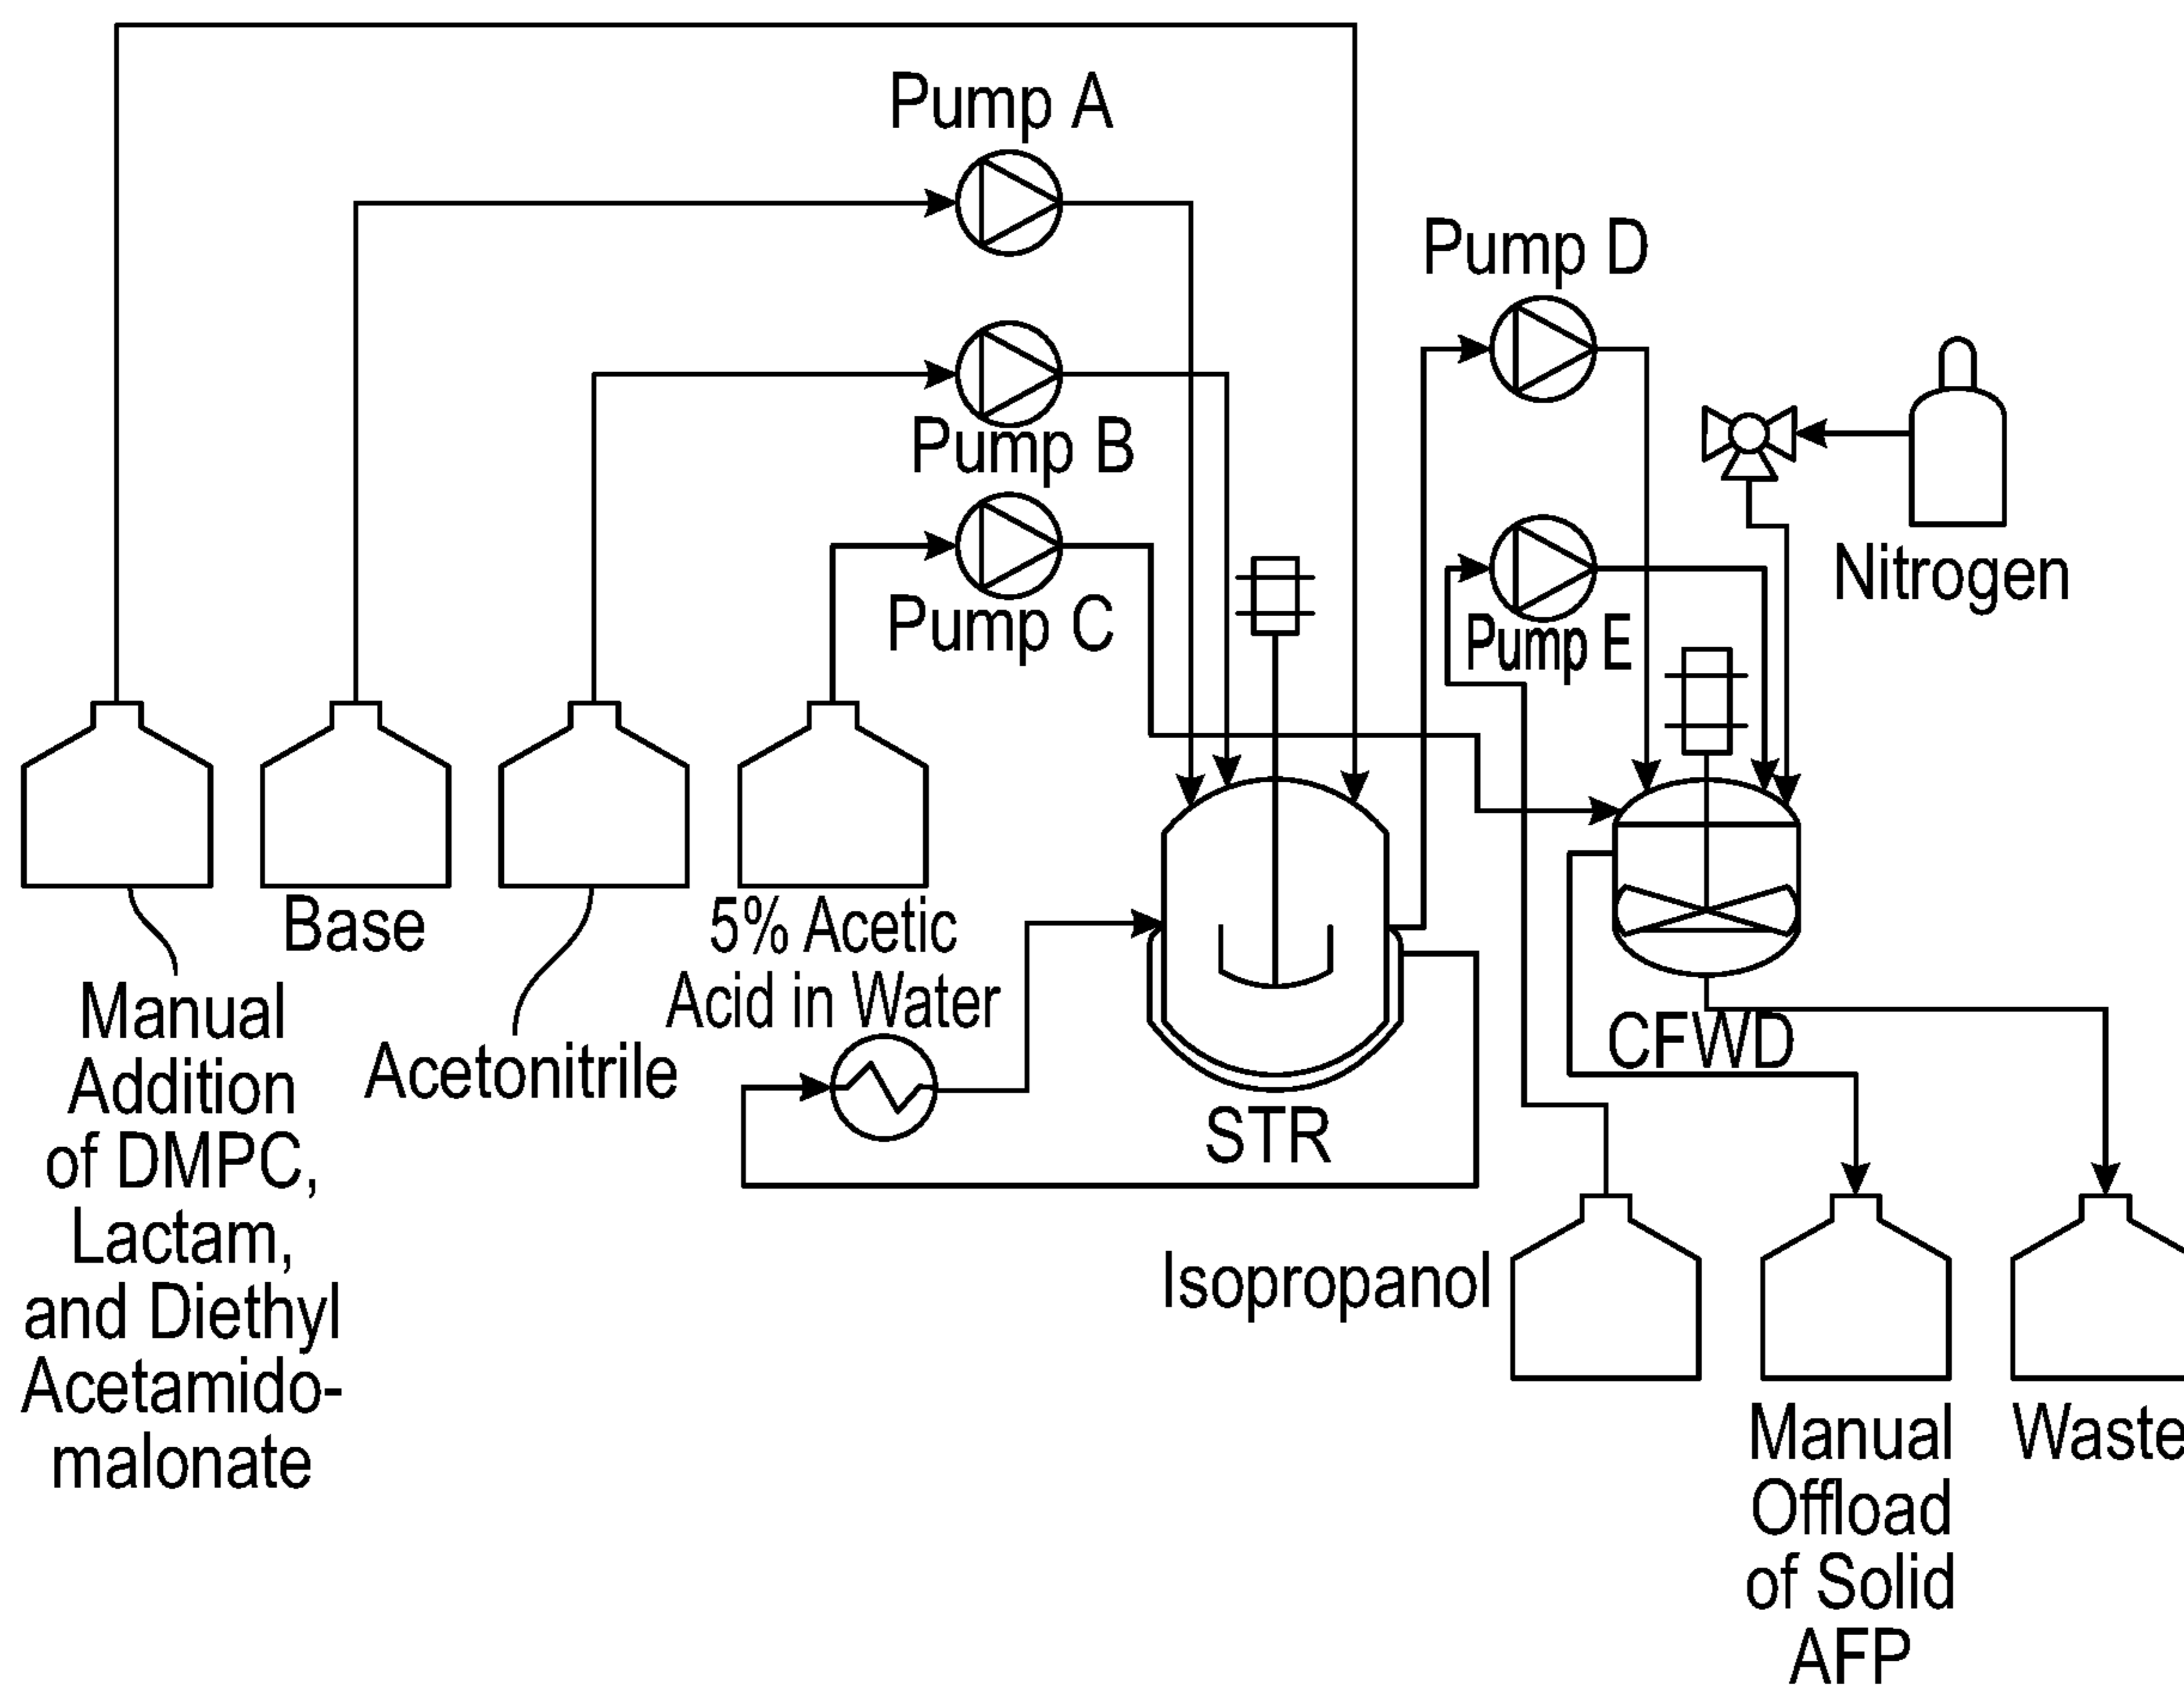 Pump A
Pump D
Pump B
Nitrogen
Pump C
Pump E
Base
5% Acetic
Acid in Water
Manual
Addition
of DMPC,
Lactam,
and Diethyl
Acetamido-
malonate
Acetonitrile
CFWD
STR
Isopropanol
Manual
Offload
of Solid
AFP
Waste